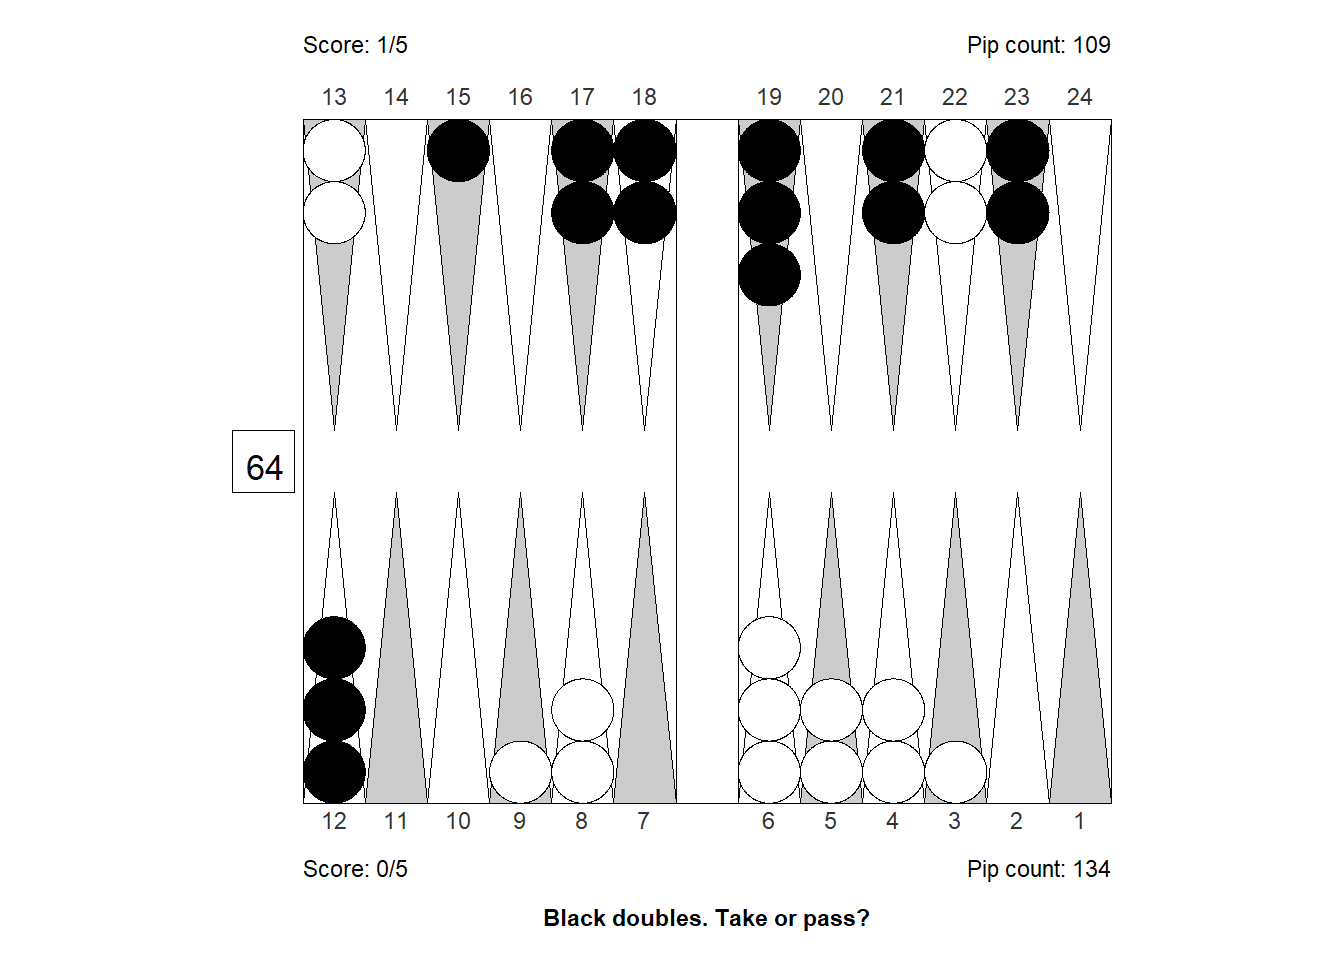 Score: 1/5 Pip count: 109
13 14 15 16 17 18 19 20 21 22 23 24
64
12 11 10 9 8 7 6 5 4 3 2 1
Score: 0/5 Pip count: 134
Black doubles. Take or pass?